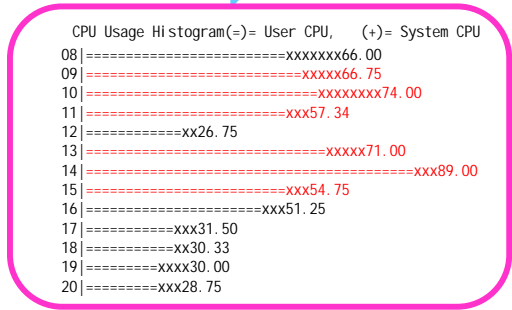 CPU Usage Histogram(=)= User CPU, (+)= System CPU
08|=========================xxxxxxx66.00
09|===========================xxxxx66.75
10|=============================xxxxxxxx74.00
11|=========================xxx57.34
12|============xx26.75
13|==============================xxxxx71.00
14|=========================================xxx89.00
15|=========================xxx54.75
16|======================xxx51.25
17|===========xxx31.50
18|===========xx30.33
19|=========xxxx30.00
20|=========xxx28.75